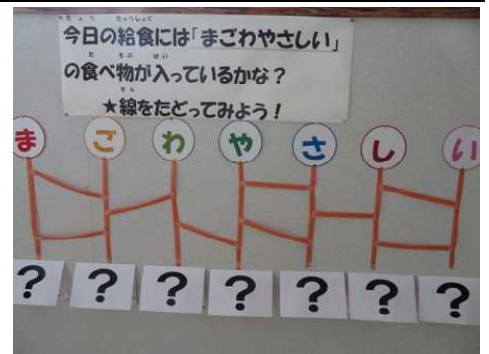 今日の給食には「まごわやさしい」
の食べ物が入っているかな？
★線をたどってみよう！
ま ご わ や さ し い
? ? ? ? ? ? ?